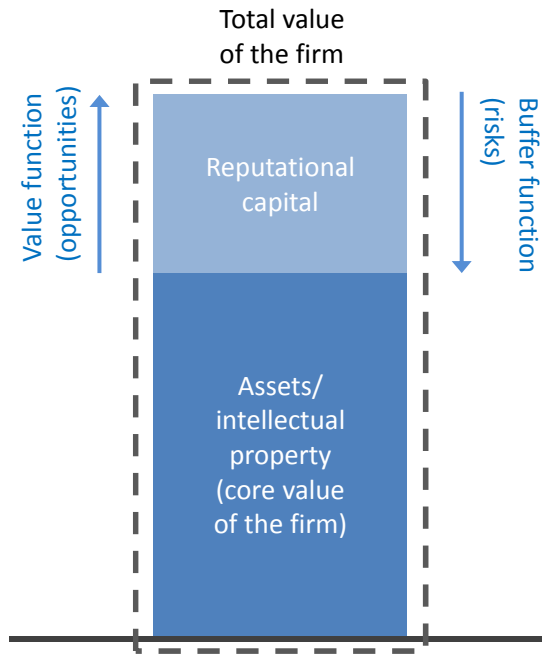 Total value
of the firm
Value function
(opportunities)
Reputational
capital
Buffer function
(risks)
Assets/
intellectual
property
(core value
of the firm)